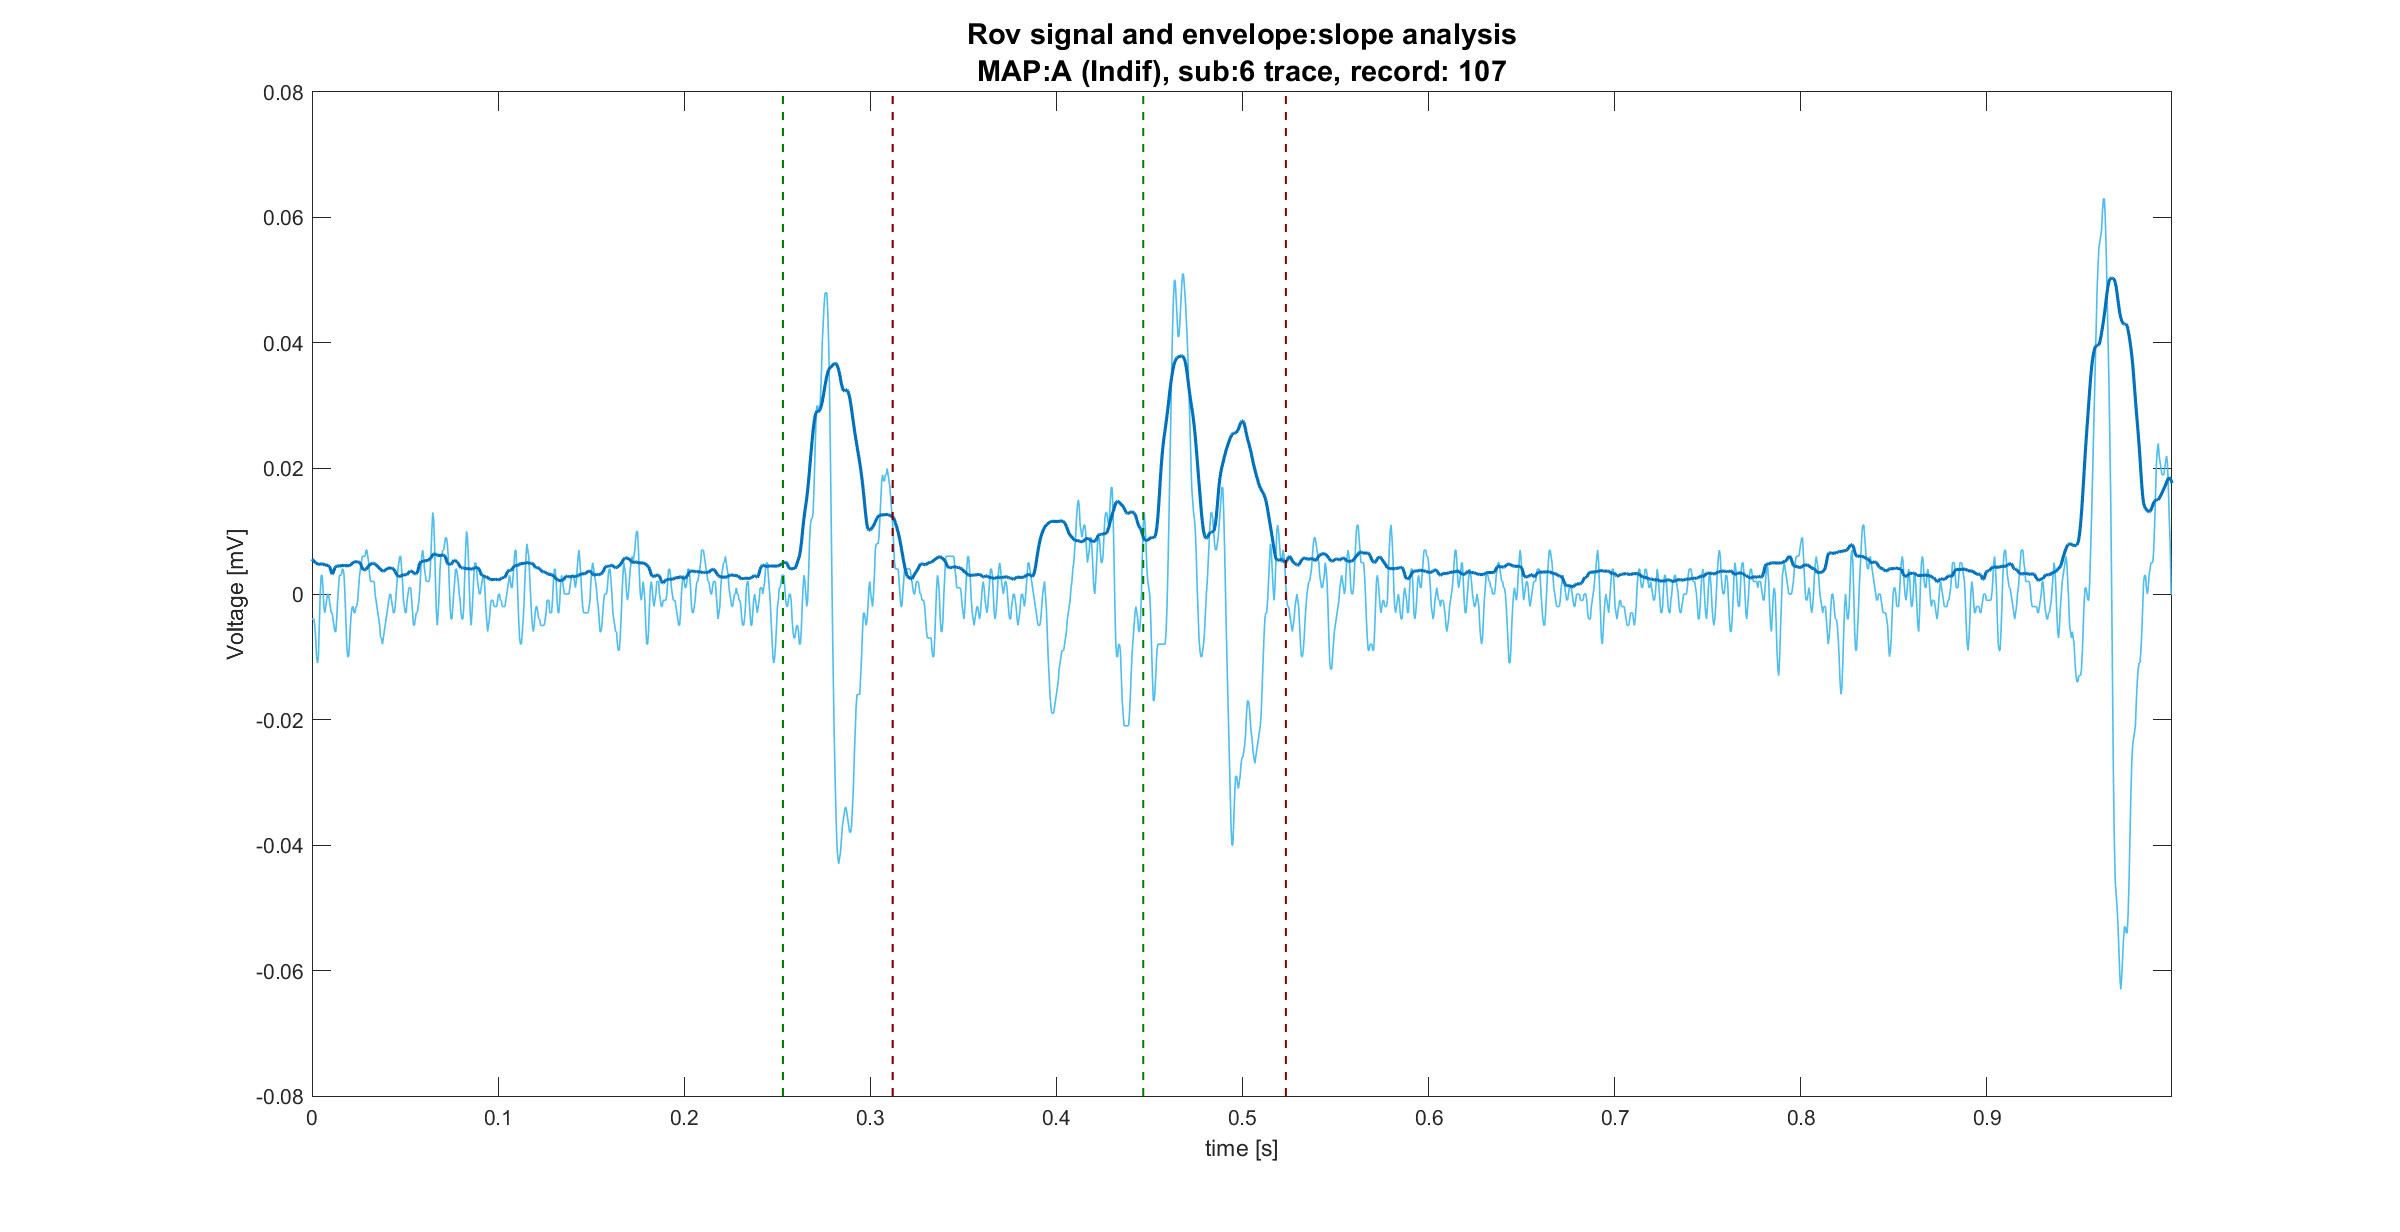 Rov signal and envelope:slope analysis
MAP:A (Indif), sub:6 trace, record: 107
0.08
0.06
0.04
0.02
0
-0.02
-0.04
-0.06
-0.08
Voltage [mV]
0 0.1 0.2 0.3 0.4 0.5 0.6 0.7 0.8 0.9
time [s]